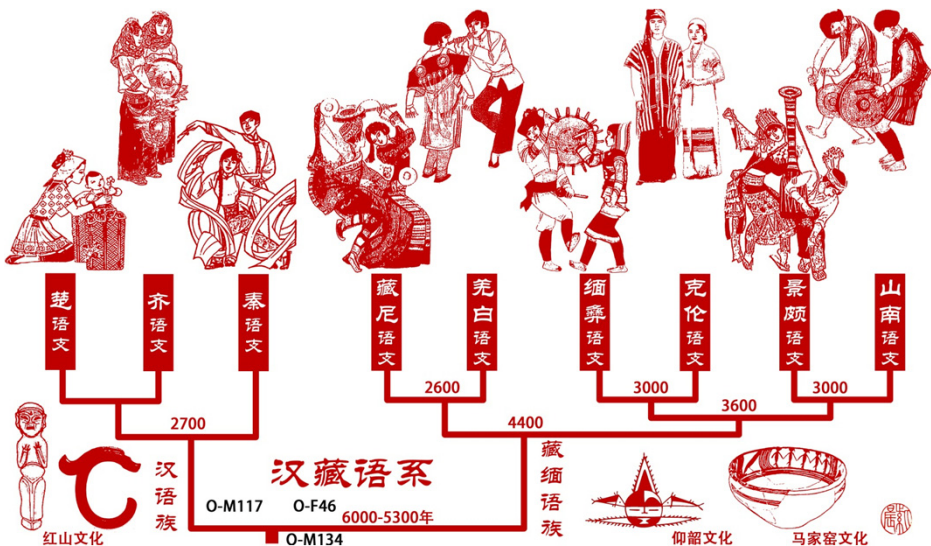 楚语支
齐语支
秦语支
藏尼语支
羌白语支
缅彝语支
克伦语支
景颇语支
山南语支
2600
3000
3000
3600
2700
4400
汉语族
汉藏语系
藏缅语族
O-M117
O-F46
6000-5300年
O-M134
红山文化
仰韶文化
马家窑文化